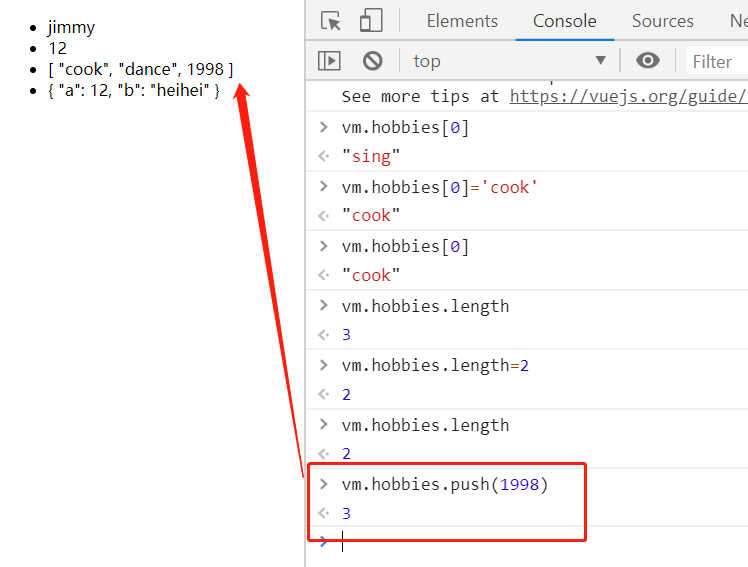 jimmy
12
[ "cook", "dance", 1998 ]
{ "a": 12, "b": "heihei" }
Elements Console Sources
top Filter
See more tips at https://vuejs.org/guide/
> vm.hobbies[0]
"sing"
> vm.hobbies[0]='cook'
"cook"
> vm.hobbies[0]
"cook"
> vm.hobbies.length
3
> vm.hobbies.length=2
2
> vm.hobbies.length
2
> vm.hobbies.push(1998)
3
>